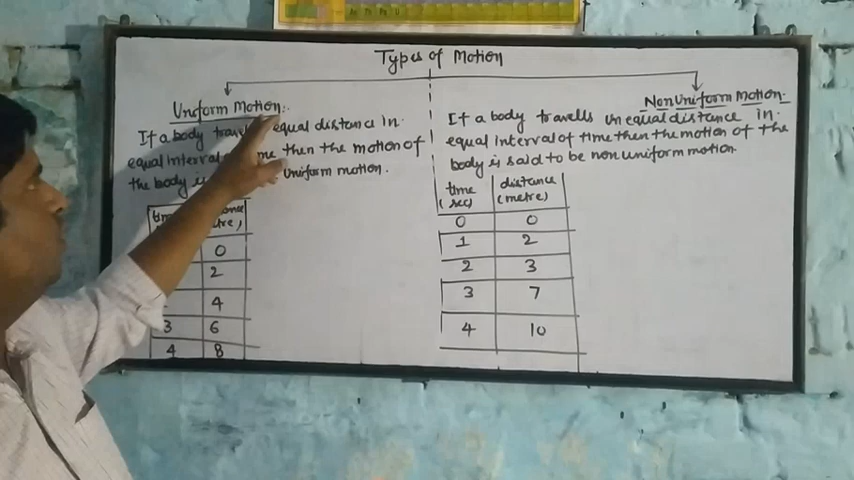 Types of Motion
Uniform Motion:-
If a body equal distance in
equal interval of then the motion of
the body is Uniform motion.
0
2
4
3 6
4 8
Non Uniform Motion-
If a body travells unequal distance in
equal interval of time then the motion of the
body is said to be non uniform motion.
time distance
(sec) (metre)
0 0
1 2
2 3
3 7
4 10